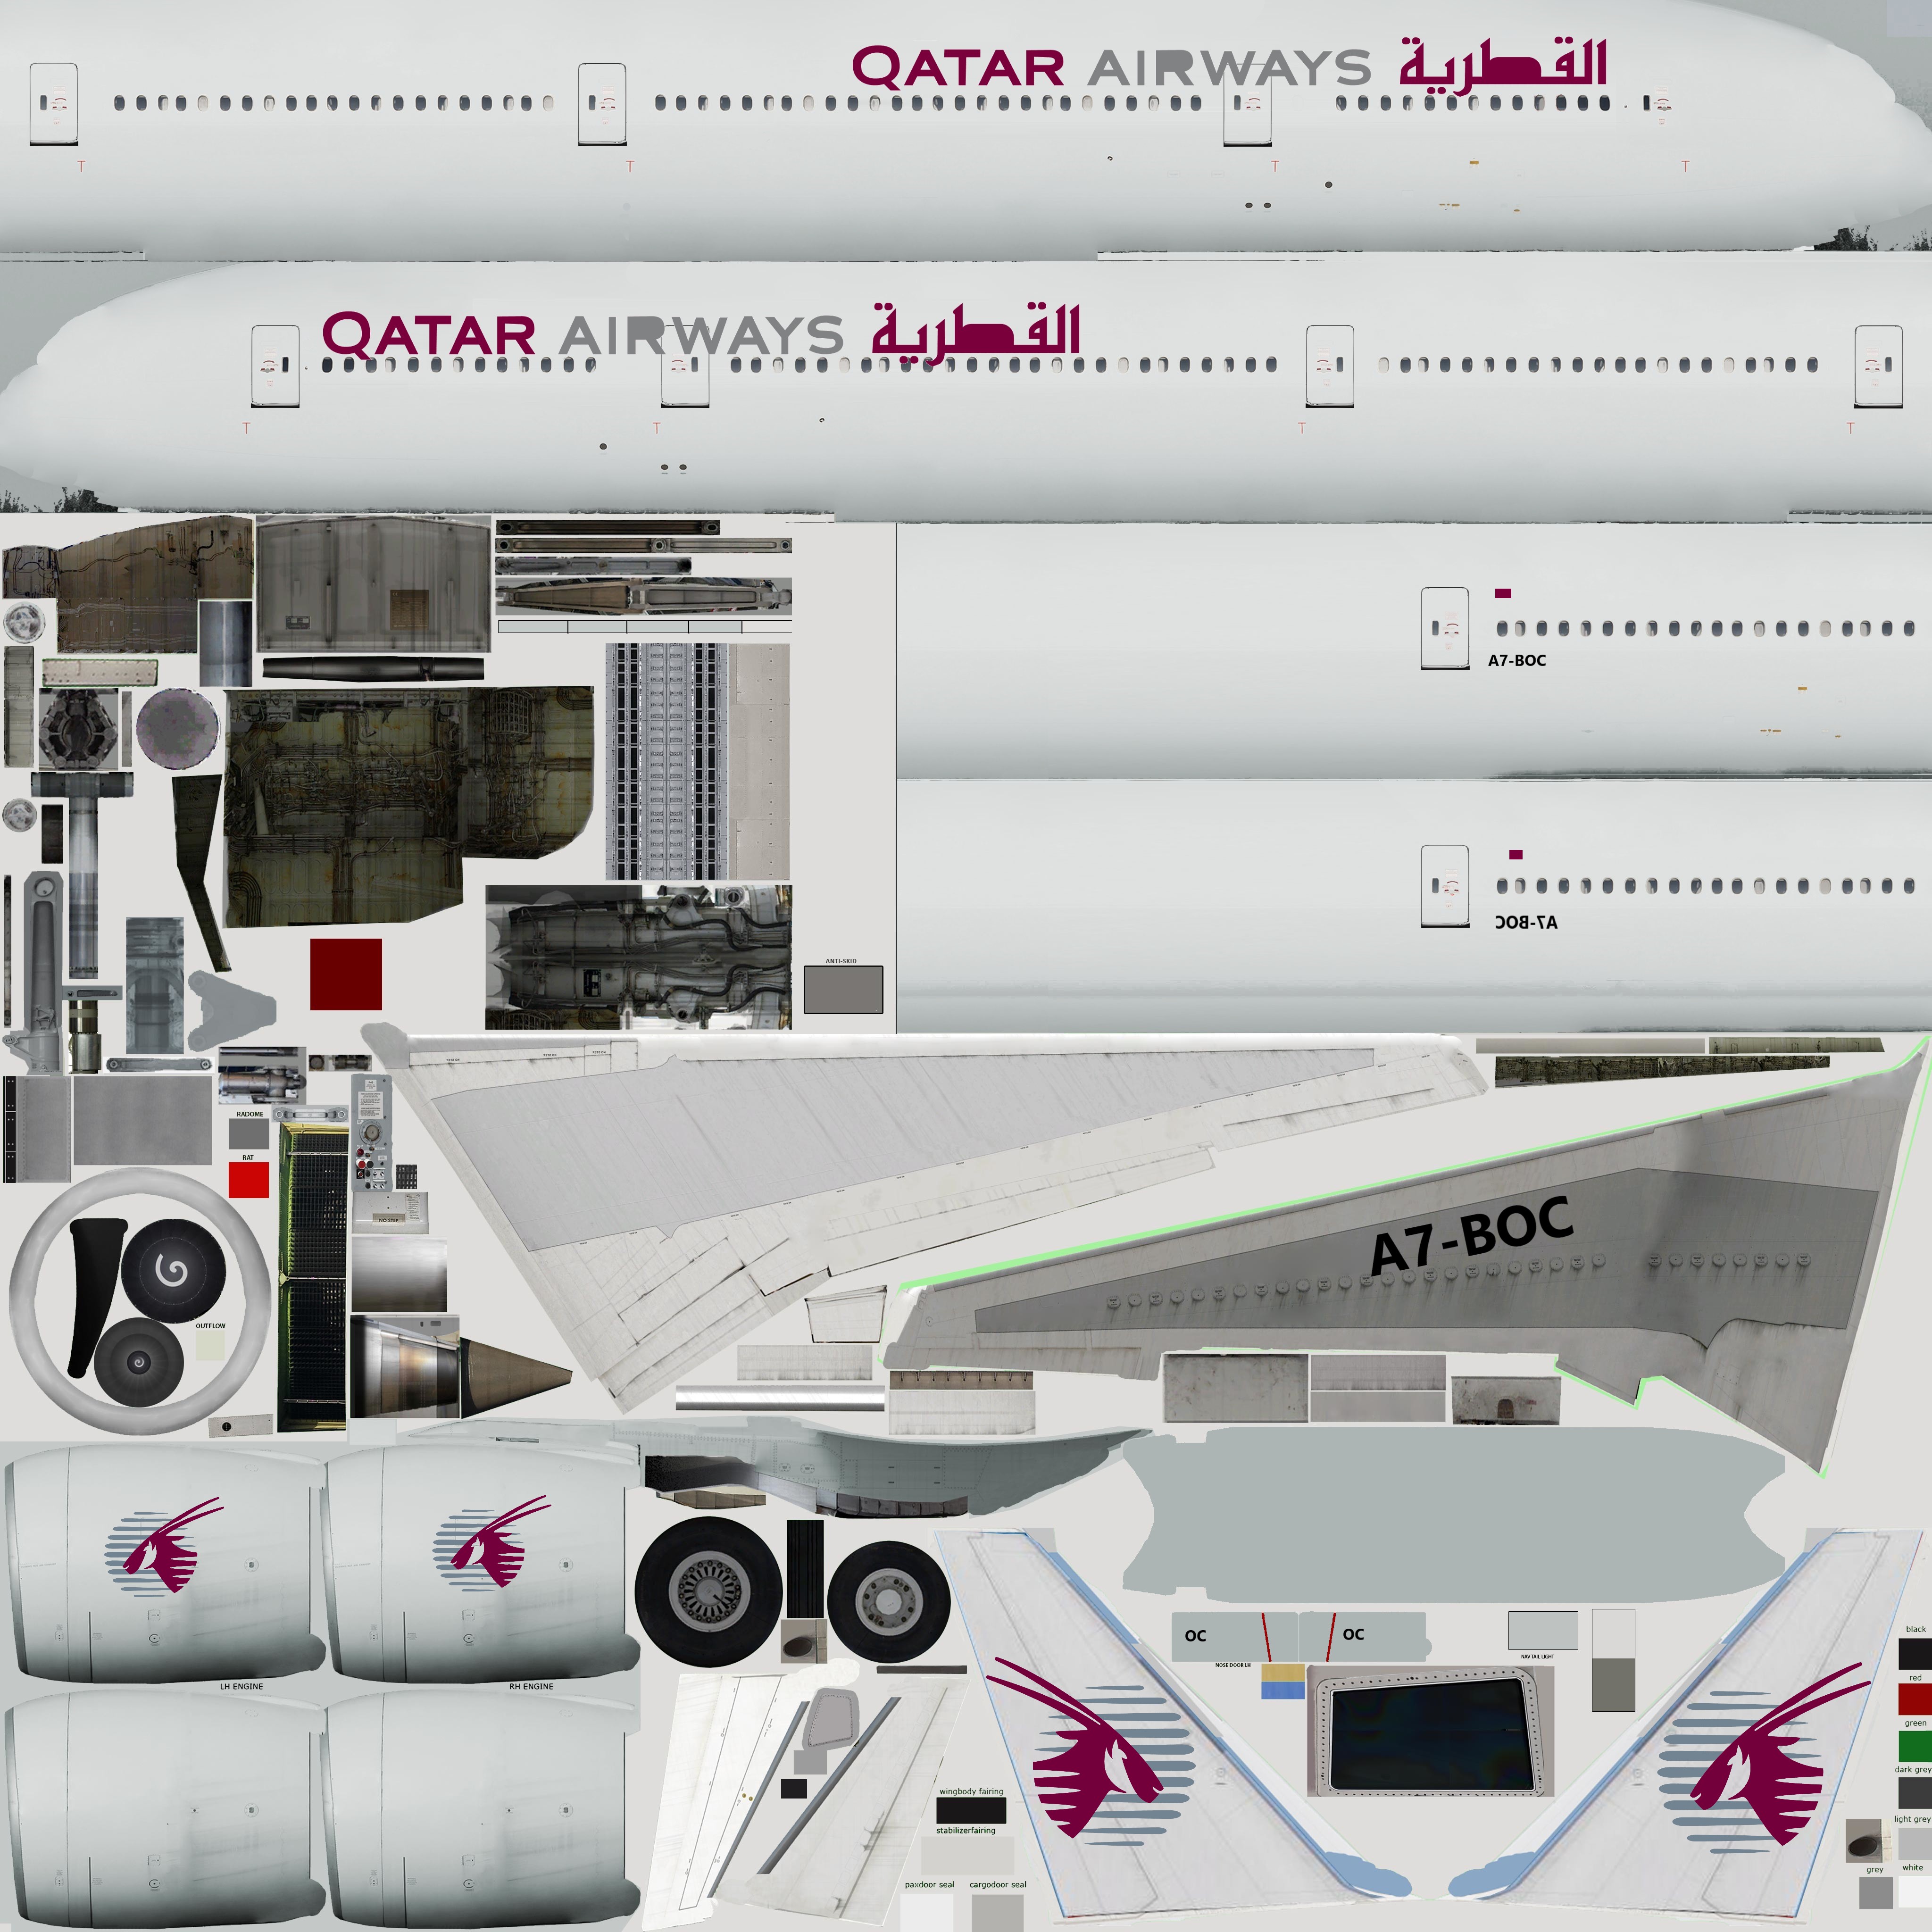 QATAR AIRWAYS القطرية
T T T T
QATAR AIRWAYS القطرية
T T T T
A7-BOC
A7-BOC
ANTI-SKID
RADOME
RAT
NO STEP
OUTFLOW
A7-BOC
LH ENGINE
RH ENGINE
OC
OC
NOSE DOOR LH
NAV TAIL LIGHT
black
red
green
dark grey
light grey
white
grey
wingbody fairing
stabilizerfairing
paxdoor seal
cargodoor seal